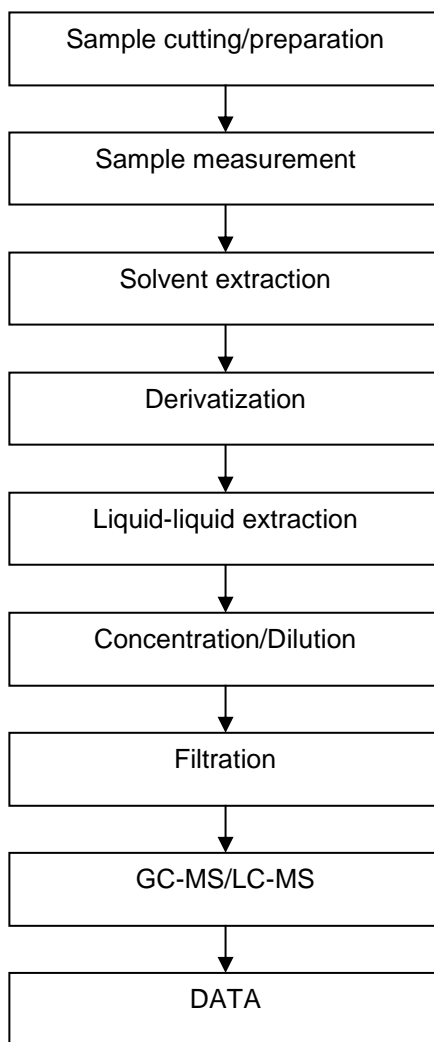 Sample cutting/preparation
Sample measurement
Solvent extraction
Derivatization
Liquid-liquid extraction
Concentration/Dilution
Filtration
GC-MS/LC-MS
DATA